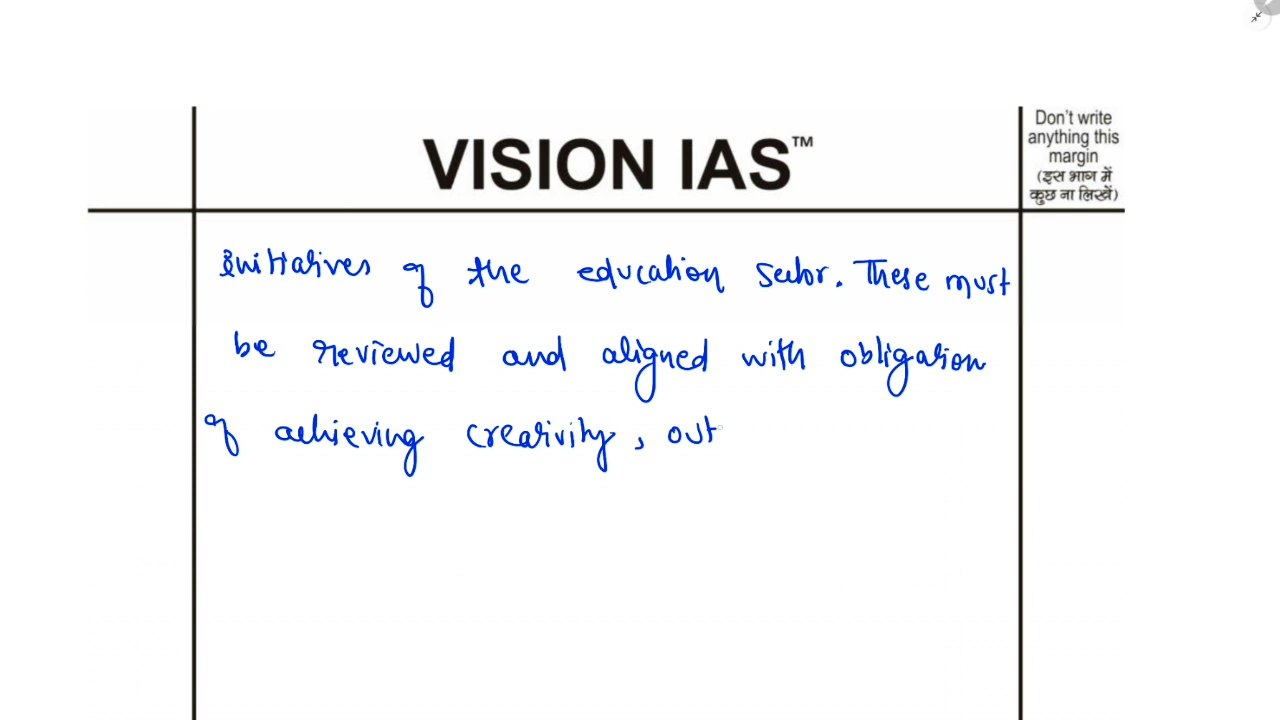 VISION IAS™
Don't write
anything this
margin
(इस भाग में
कुछ ना लिखें)
Initiatives of the education sector. These must
be reviewed and aligned with obligation
of achieving creativity, out